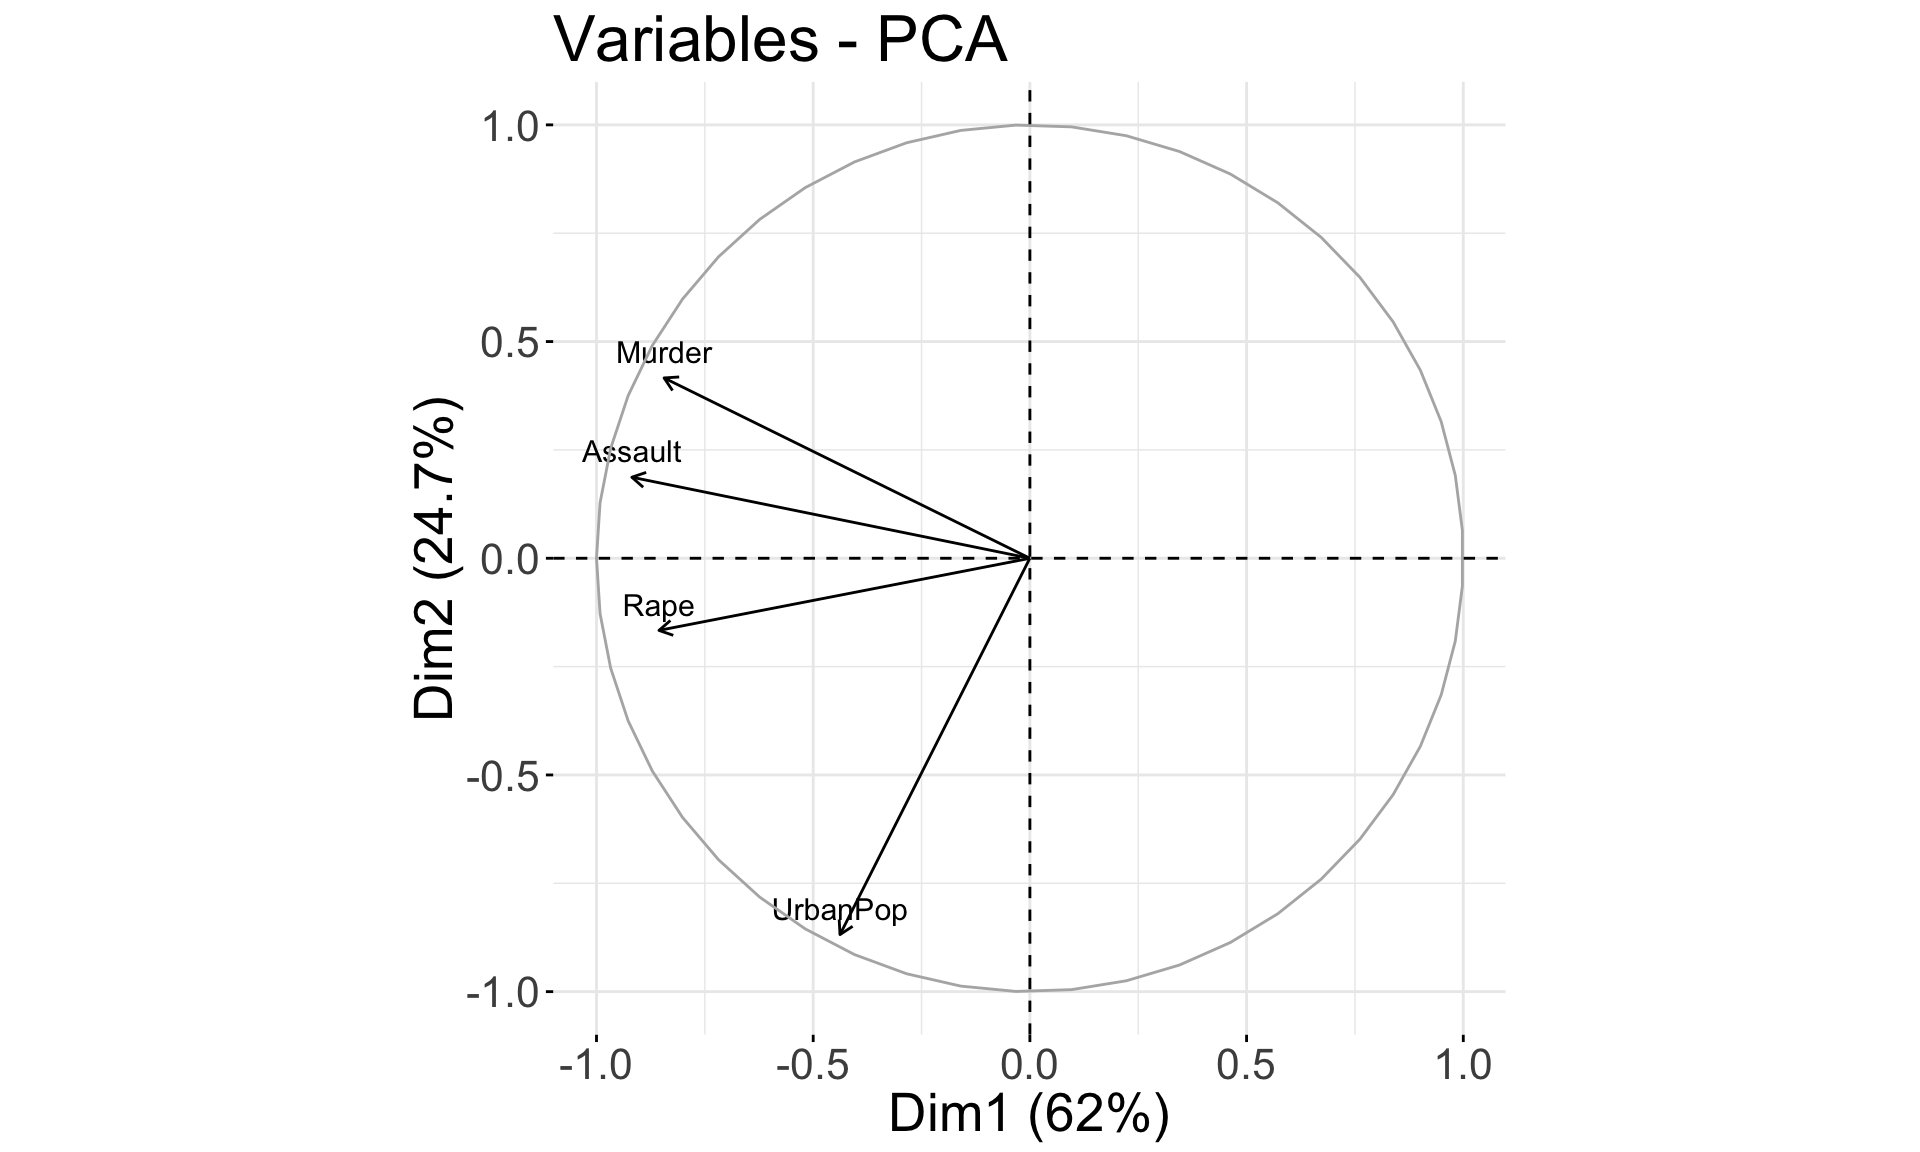 Variables - PCA
1.0
0.5
0.0
-0.5
-1.0
Dim2 (24.7%)
Murder
Assault
Rape
UrbanPop
-1.0 -0.5 0.0 0.5 1.0
Dim1 (62%)